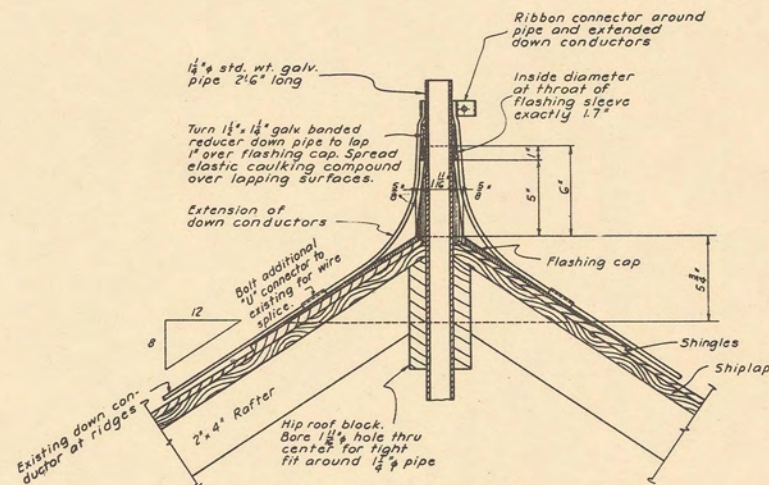 Ribbon connector around
pipe and extended
down conductors
1¼"ø std. wt. galv.
pipe 2'-6" long
Inside diameter
at throat of
flashing sleeve
exactly 1.7"
Turn 1½" x 1¼" galv. banded
reducer down pipe to lap
1" over flashing cap. Spread
elastic caulking compound
over lapping surfaces.
1"
5"
6"
5/8"
1 11/16"
5/8"
Extension of
down conductors
Flashing cap
5¾"
Bolt additional
"U" connector to
existing for wire
splice.
12
8
Shingles
Shiplap
Existing down con-
ductor at ridges
2" x 4" Rafter
Hip roof block.
Bore 1 11/16"ø hole thru
center for tight
fit around 1¼"ø pipe